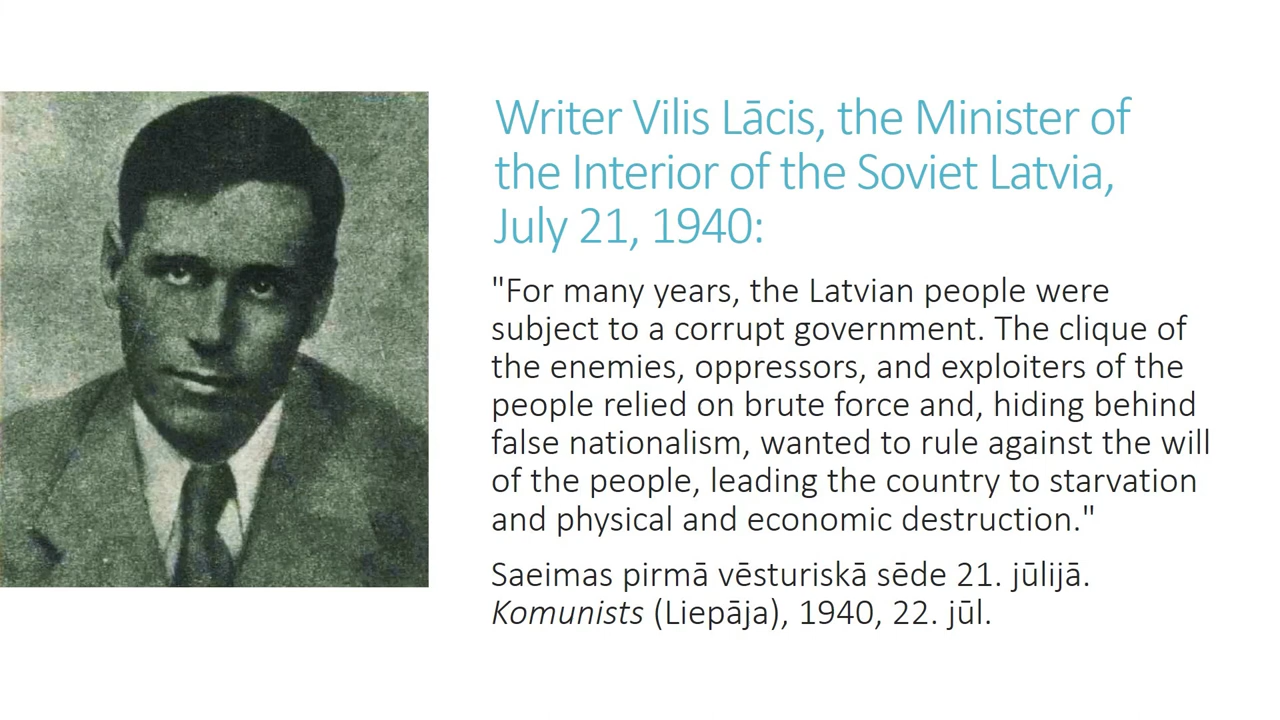 Writer Vilis Lācis, the Minister of
the Interior of the Soviet Latvia,
July 21, 1940:
"For many years, the Latvian people were
subject to a corrupt government. The clique of
the enemies, oppressors, and exploiters of the
people relied on brute force and, hiding behind
false nationalism, wanted to rule against the will
of the people, leading the country to starvation
and physical and economic destruction."
Saeimas pirmā vēsturiskā sēde 21. jūlijā.
Komunists (Liepāja), 1940, 22. jūl.